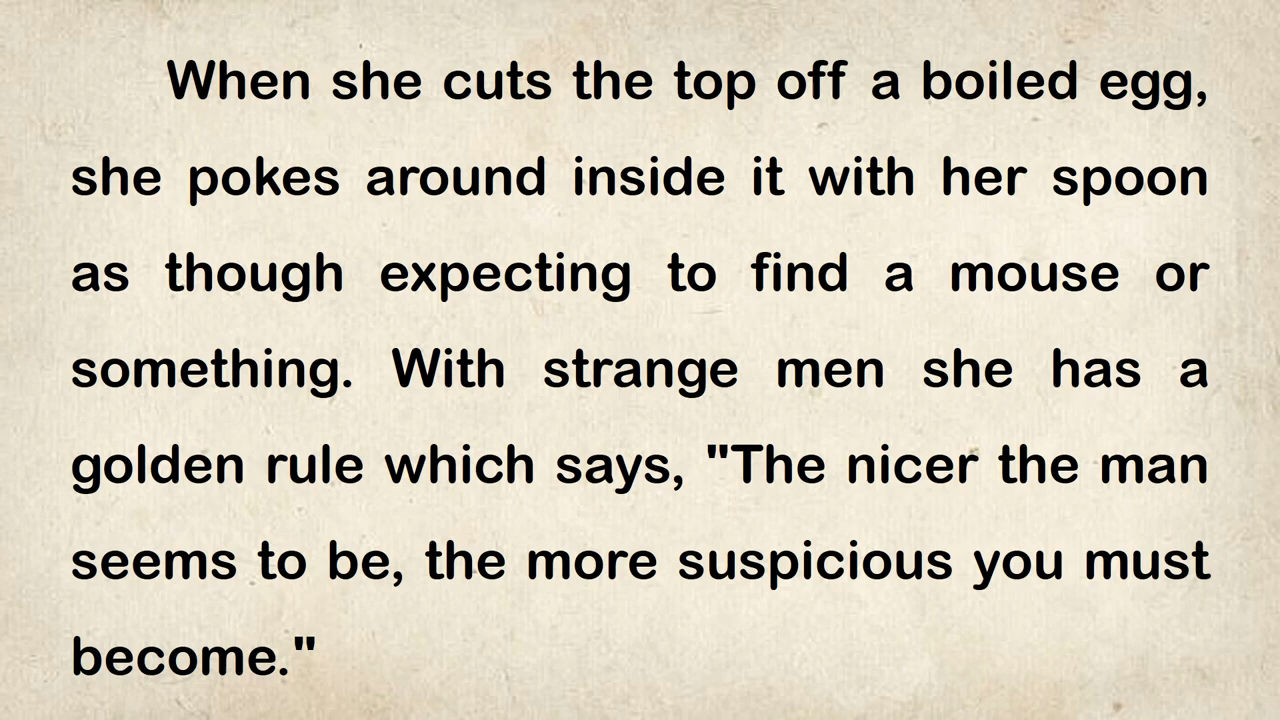 When she cuts the top off a boiled egg,
she pokes around inside it with her spoon
as though expecting to find a mouse or
something. With strange men she has a
golden rule which says, "The nicer the man
seems to be, the more suspicious you must
become."